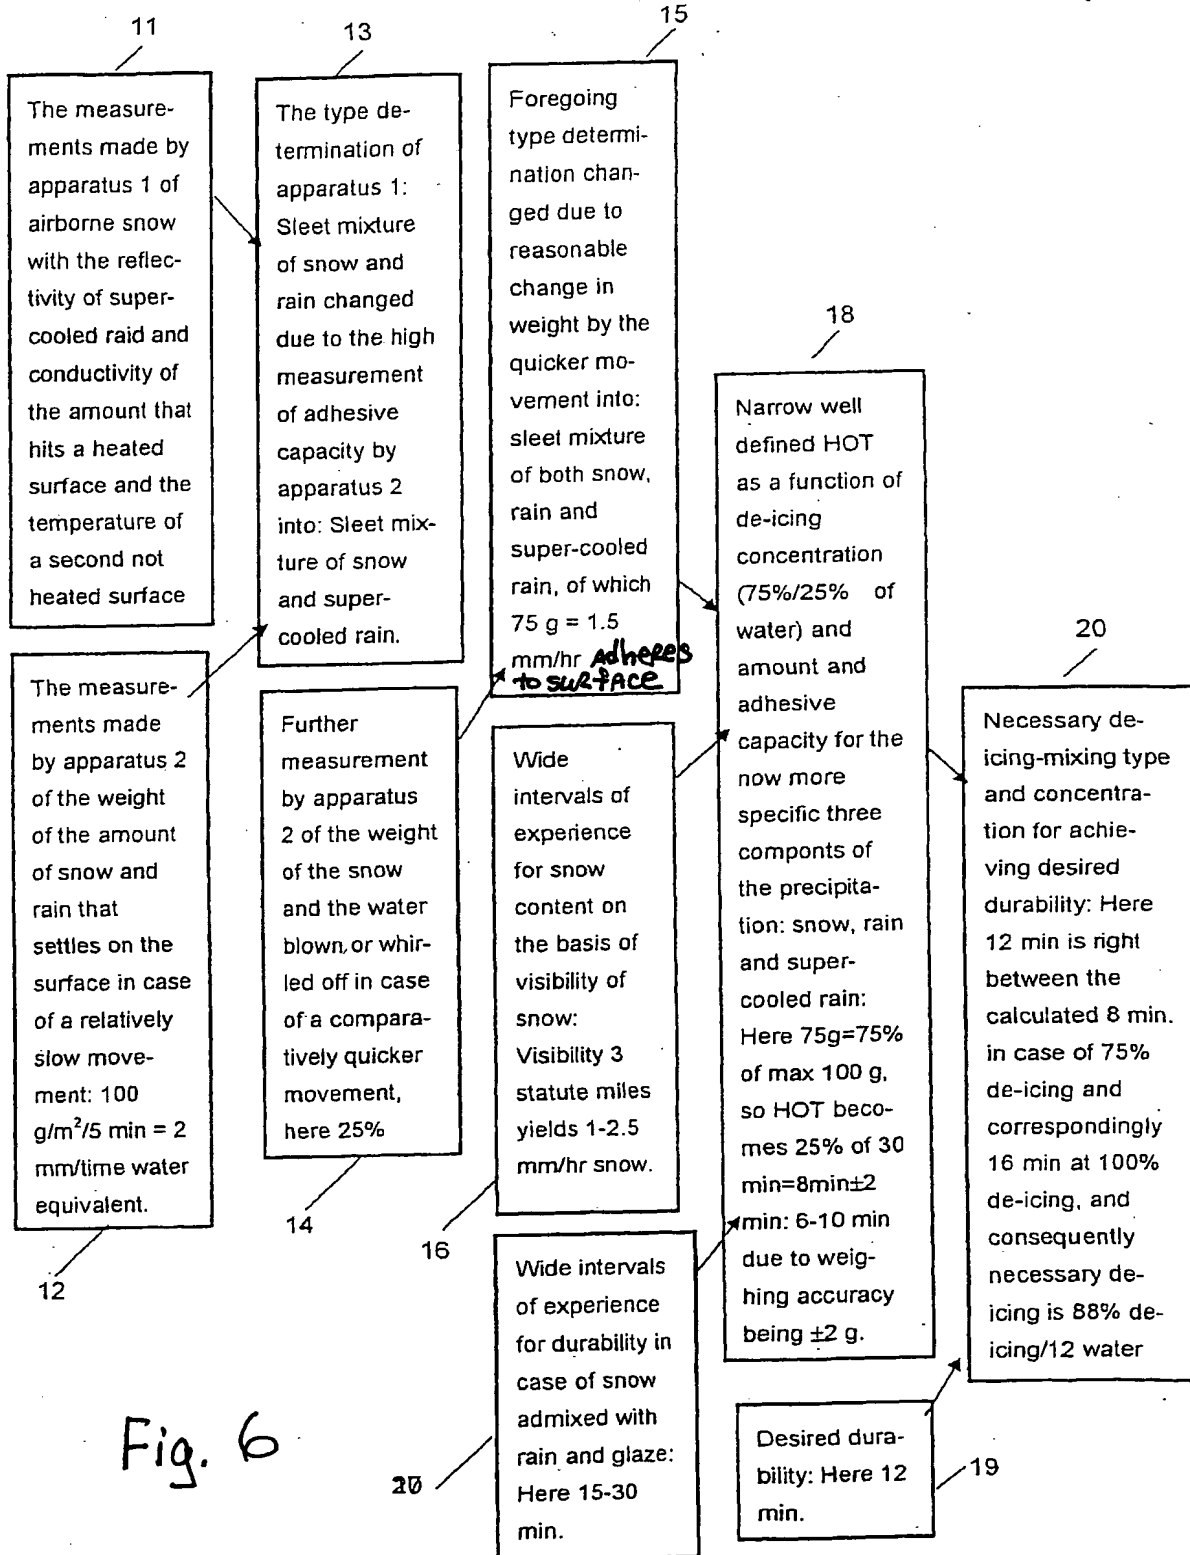 11
The measure-
ments made by
apparatus 1 of
airborne snow
with the reflec-
tivity of super-
cooled raid and
conductivity of
the amount that
hits a heated
surface and the
temperature of
a second not
heated surface
The measure-
ments made
by apparatus 2
of the weight
of the amount
of snow and
rain that
settles on the
surface in case
of a relatively
slow move-
ment: 100
g/m²/5 min = 2
mm/time water
equivalent.
12
13
The type de-
termination of
apparatus 1:
Sleet mixture
of snow and
rain changed
due to the high
measurement
of adhesive
capacity by
apparatus 2
into: Sleet mix-
ture of snow
and super-
cooled rain.
Further
measurement
by apparatus
2 of the weight
of the snow
and the water
blown or whir-
led off in case
of a compara-
tively quicker
movement,
here 25%
14
15
Foregoing
type determi-
nation chan-
ged due to
reasonable
change in
weight by the
quicker mo-
vement into:
sleet mixture
of both snow,
rain and
super-cooled
rain, of which
75 g = 1.5
mm/hr Adheres
to surface
Wide
intervals of
experience
for snow
content on
the basis of
visibility of
snow:
Visibility 3
statute miles
yields 1-2.5
mm/hr snow.
16
Wide intervals
of experience
for durability in
case of snow
admixed with
rain and glaze:
Here 15-30
min.
18
Narrow well
defined HOT
as a function of
de-icing
concentration
(75%/25% of
water) and
amount and
adhesive
capacity for the
now more
specific three
componts of
the precipita-
tion: snow, rain
and super-
cooled rain:
Here 75g=75%
of max 100 g,
so HOT beco-
mes 25% of 30
min=8min±2
min: 6-10 min
due to weig-
hing accuracy
being ±2 g.
Desired dura-
bility: Here 12
min.
19
20
Necessary de-
icing-mixing type
and concentra-
tion for achie-
ving desired
durability: Here
12 min is right
between the
calculated 8 min.
in case of 75%
de-icing and
correspondingly
16 min at 100%
de-icing, and
consequently
necessary de-
icing is 88% de-
icing/12 water
Fig. 6